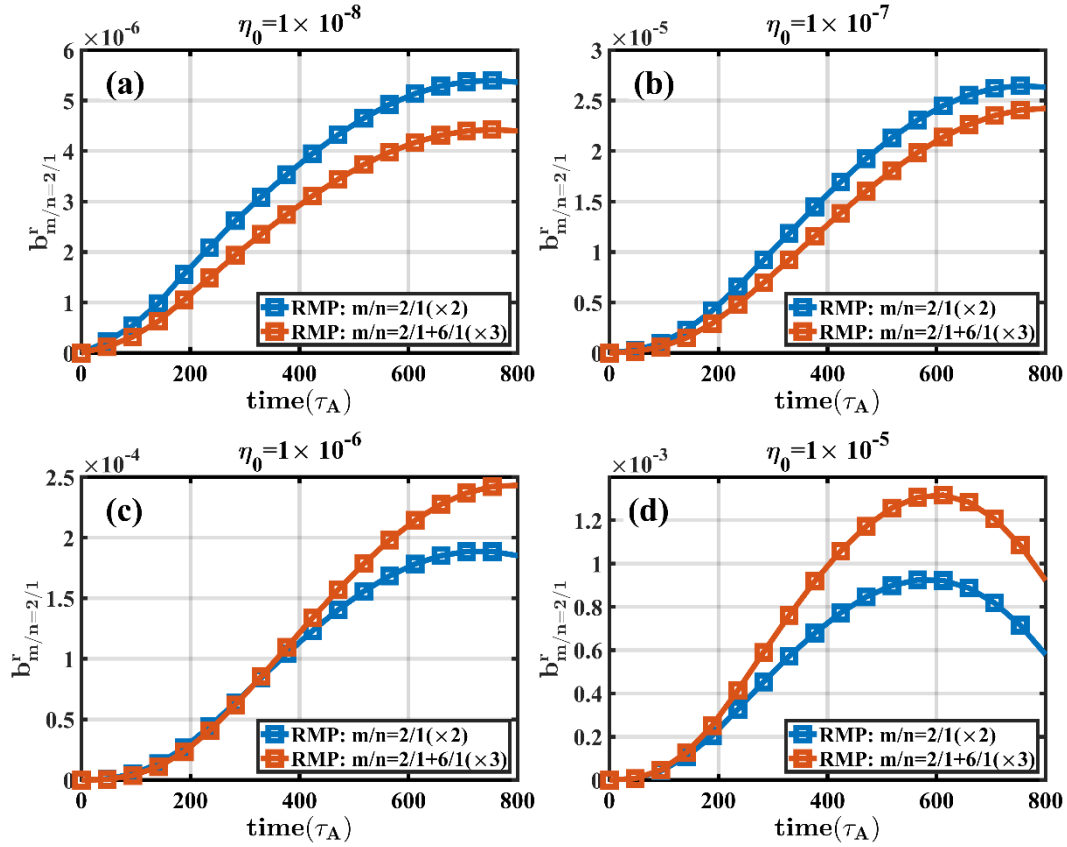 η₀=1× 10⁻⁸
×10⁻⁶
(a)
6
5
4
3
2
1
0
bʳm/n=2/1
RMP: m/n=2/1(×2)
RMP: m/n=2/1+6/1(×3)
0 200 400 600 800
time(τA)
η₀=1× 10⁻⁷
×10⁻⁵
(b)
3
2.5
2
1.5
1
0.5
0
bʳm/n=2/1
RMP: m/n=2/1(×2)
RMP: m/n=2/1+6/1(×3)
0 200 400 600 800
time(τA)
η₀=1× 10⁻⁶
×10⁻⁴
(c)
2.5
2
1.5
1
0.5
0
bʳm/n=2/1
RMP: m/n=2/1(×2)
RMP: m/n=2/1+6/1(×3)
0 200 400 600 800
time(τA)
η₀=1× 10⁻⁵
×10⁻³
(d)
1.2
1
0.8
0.6
0.4
0.2
0
bʳm/n=2/1
RMP: m/n=2/1(×2)
RMP: m/n=2/1+6/1(×3)
0 200 400 600 800
time(τA)